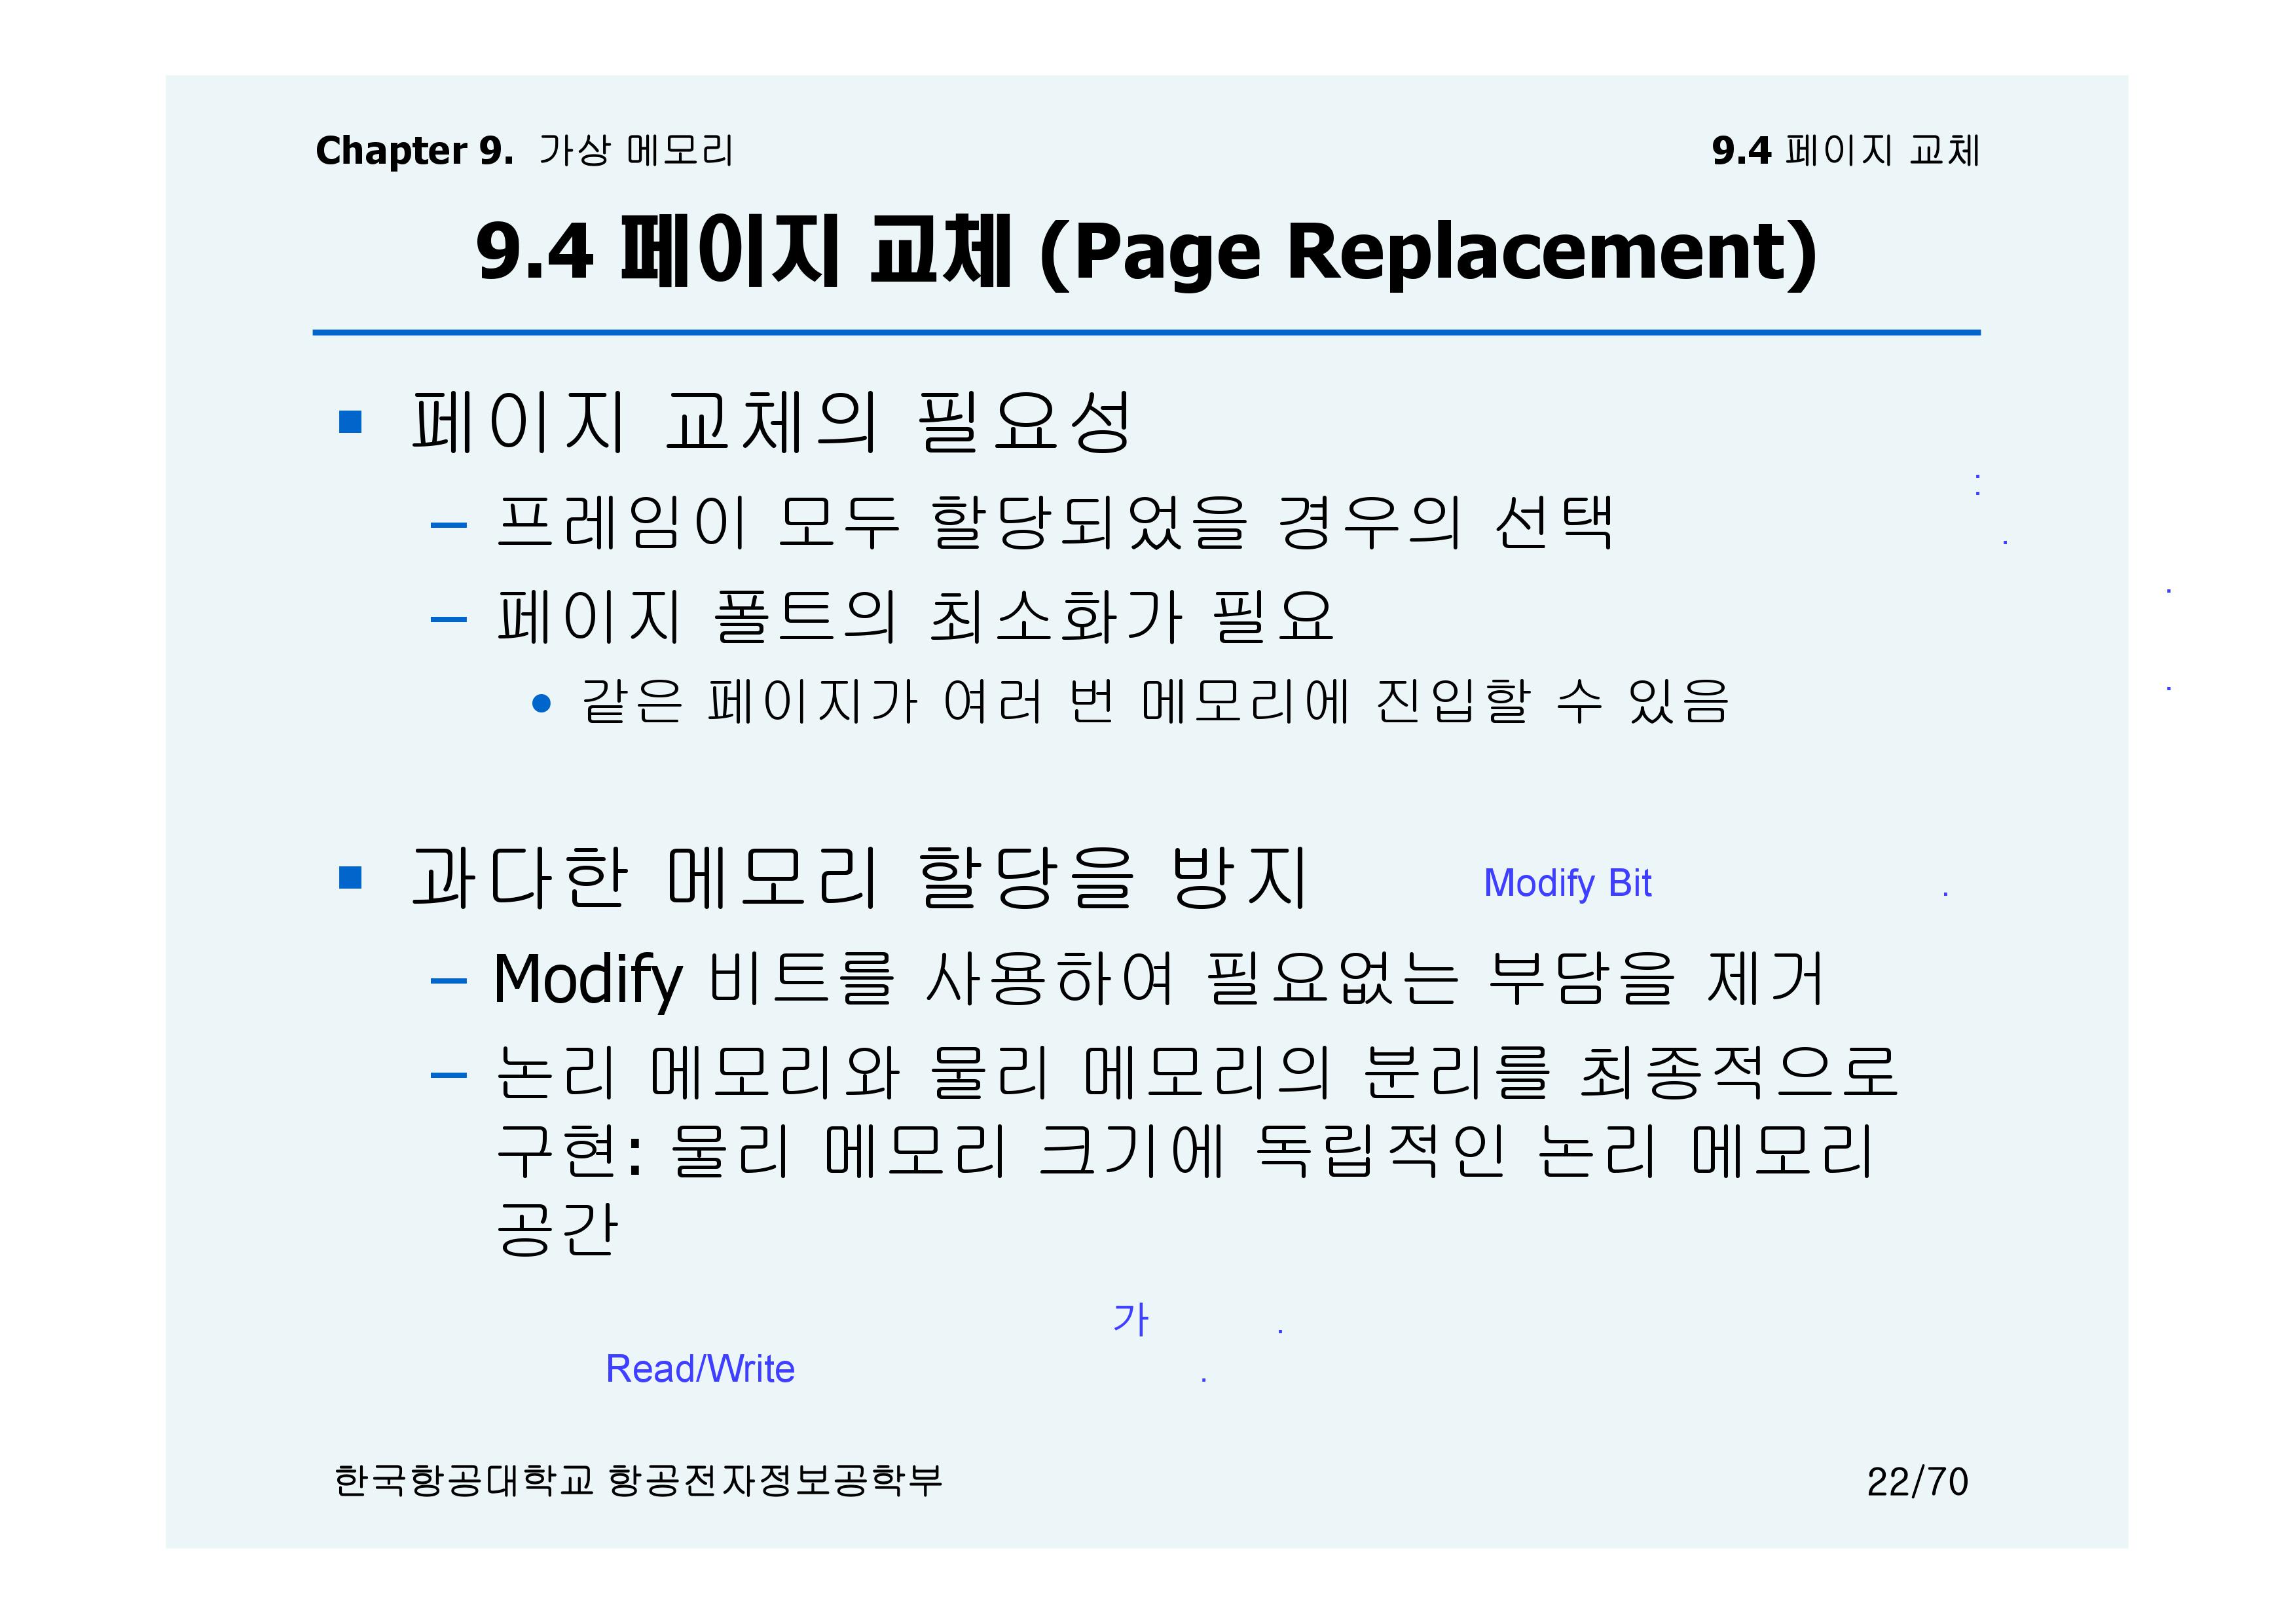 Chapter 9. 가상 메모리
9.4 페이지 교체
9.4 페이지 교체 (Page Replacement)
페이지 교체의 필요성
:
– 프레임이 모두 할당되었을 경우의 선택
.
– 페이지 폴트의 최소화가 필요
.
• 같은 페이지가 여러 번 메모리에 진입할 수 있음
.
과다한 메모리 할당을 방지
Modify Bit .
– Modify 비트를 사용하여 필요없는 부담을 제거
– 논리 메모리와 물리 메모리의 분리를 최종적으로
구현: 물리 메모리 크기에 독립적인 논리 메모리
공간
가 .
Read/Write .
한국항공대학교 항공전자정보공학부
22/70